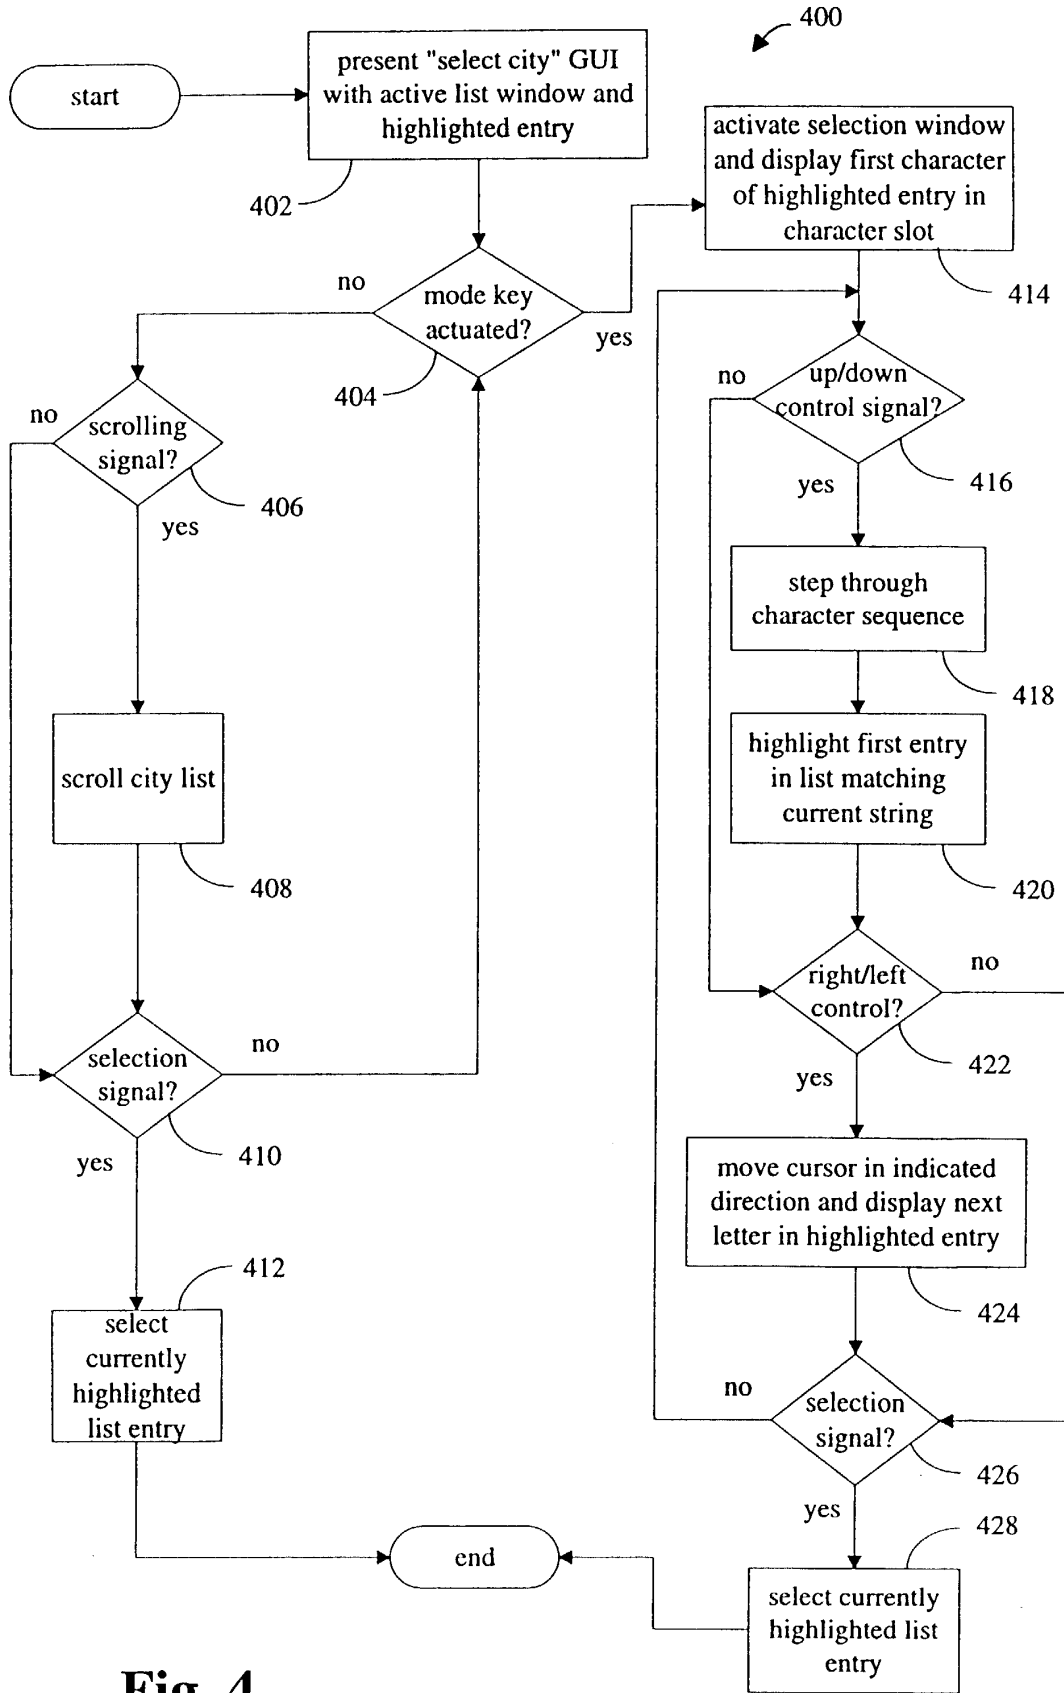 400
start
present "select city" GUI
with active list window and
highlighted entry
402
activate selection window
and display first character
of highlighted entry in
character slot
414
mode key
actuated?
404
no
yes
scrolling
signal?
406
no
yes
up/down
control signal?
416
no
yes
step through
character sequence
418
scroll city list
408
highlight first entry
in list matching
current string
420
right/left
control?
422
no
yes
selection
signal?
410
no
yes
move cursor in indicated
direction and display next
letter in highlighted entry
424
412
select
currently
highlighted
list entry
selection
signal?
426
no
yes
428
end
select currently
highlighted list
entry
Fig. 4